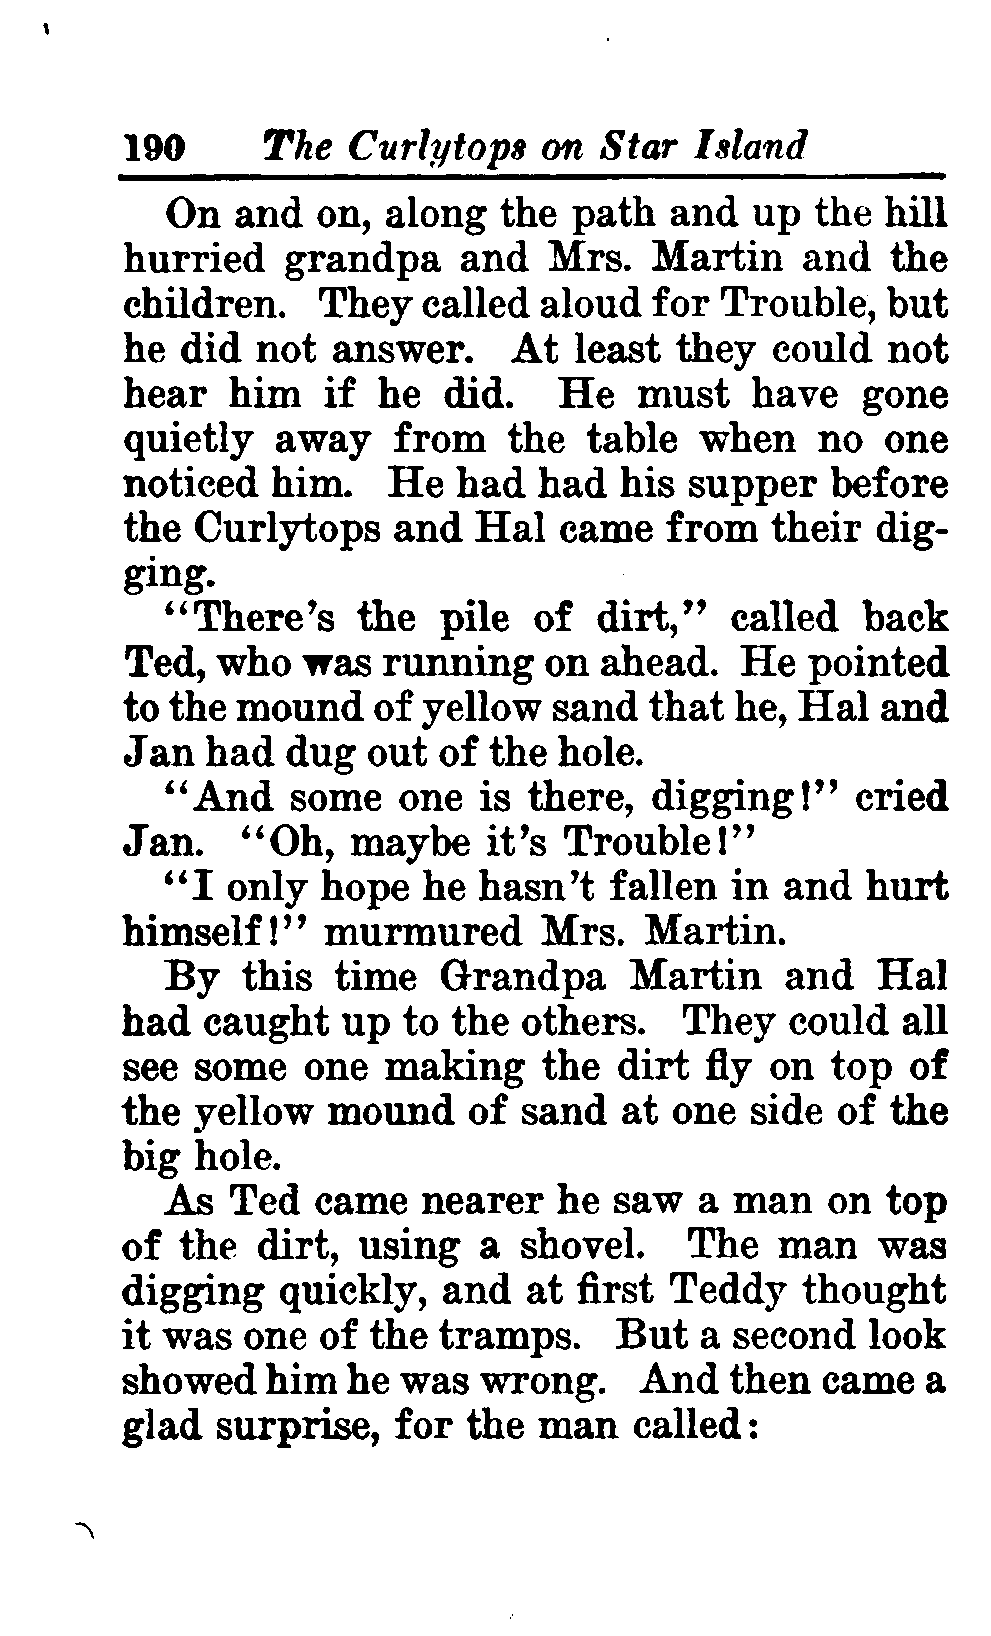 190 The Curlytops on Star Island
On and on, along the path and up the hill
hurried grandpa and Mrs. Martin and the
children. They called aloud for Trouble, but
he did not answer. At least they could not
hear him if he did. He must have gone
quietly away from the table when no one
noticed him. He had had his supper before
the Curlytops and Hal came from their dig-
ging.
"There's the pile of dirt," called back
Ted, who was running on ahead. He pointed
to the mound of yellow sand that he, Hal and
Jan had dug out of the hole.
"And some one is there, digging!" cried
Jan. "Oh, maybe it's Trouble!"
"I only hope he hasn't fallen in and hurt
himself!" murmured Mrs. Martin.
By this time Grandpa Martin and Hal
had caught up to the others. They could all
see some one making the dirt fly on top of
the yellow mound of sand at one side of the
big hole.
As Ted came nearer he saw a man on top
of the dirt, using a shovel. The man was
digging quickly, and at first Teddy thought
it was one of the tramps. But a second look
showed him he was wrong. And then came a
glad surprise, for the man called: